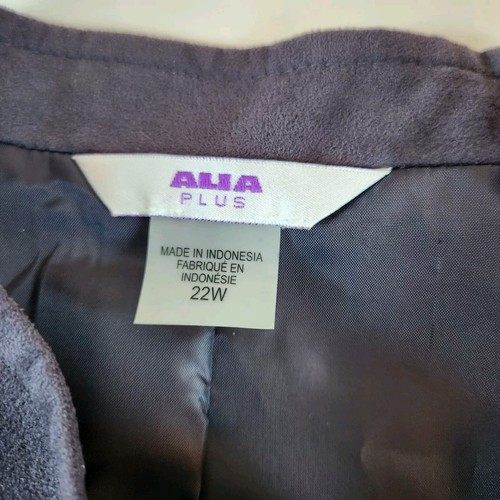 ALIA
PLUS
MADE IN INDONESIA
FABRIQUÉ EN
INDONÉSIE
22W